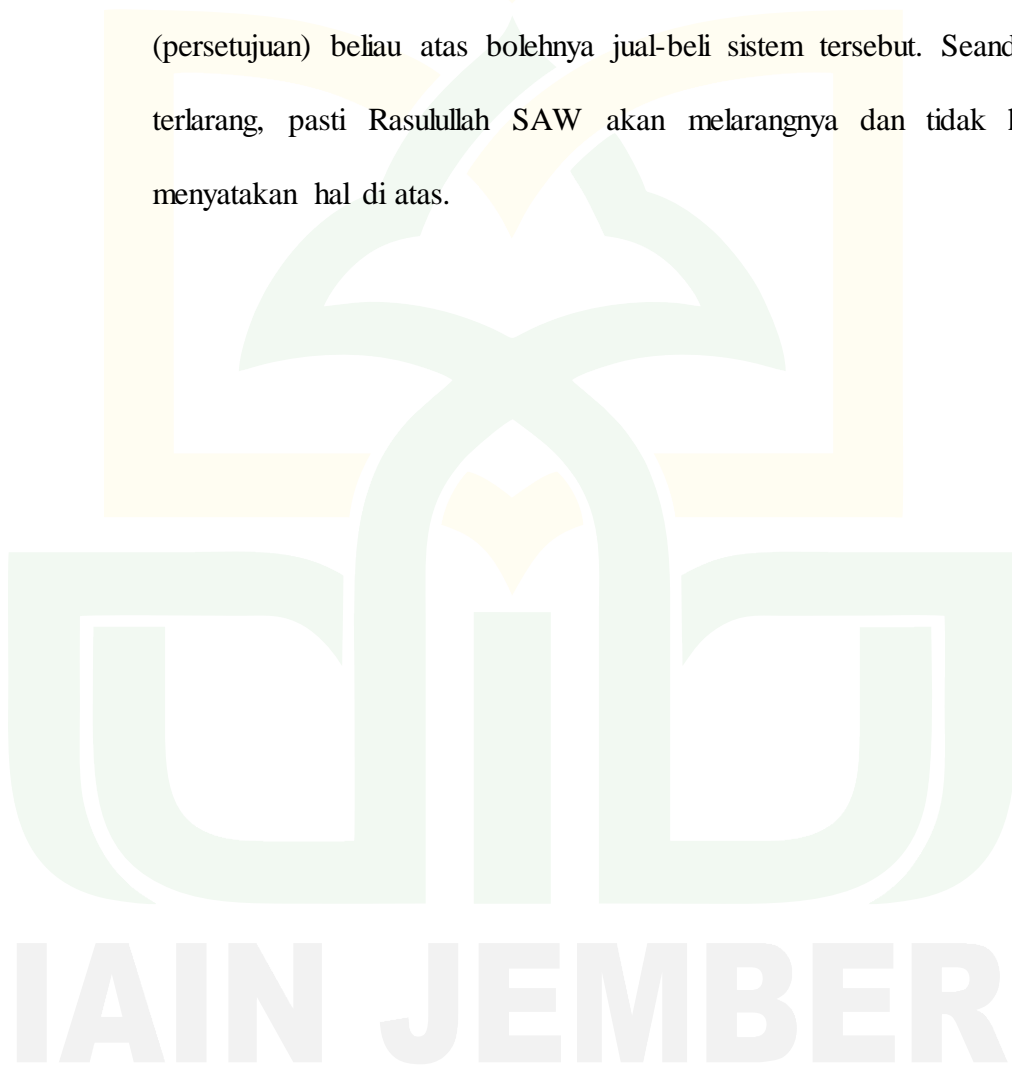 (persetujuan) beliau atas bolehnya jual-beli sistem tersebut.
terlarang, pasti Rasulullah SAW akan melarangnya dan tidak
menyatakan hal di atas.
IAIN JEMBER